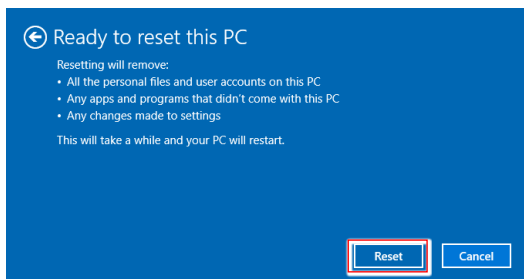 Ready to reset this PC
Resetting will remove:
• All the personal files and user accounts on this PC
• Any apps and programs that didn't come with this PC
• Any changes made to settings
This will take a while and your PC will restart.
Reset Cancel